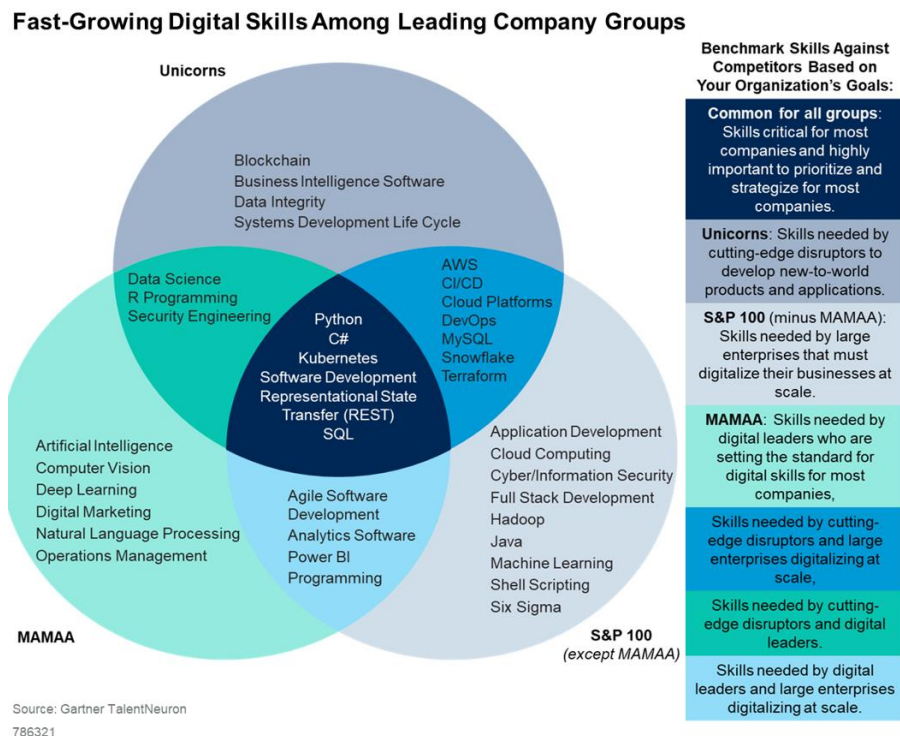 Fast-Growing Digital Skills Among Leading Company Groups
Unicorns
Blockchain
Business Intelligence Software
Data Integrity
Systems Development Life Cycle
Data Science
R Programming
Security Engineering
AWS
CI/CD
Cloud Platforms
DevOps
MySQL
Snowflake
Terraform
Python
C#
Kubernetes
Software Development
Representational State
Transfer (REST)
SQL
Artificial Intelligence
Computer Vision
Deep Learning
Digital Marketing
Natural Language Processing
Operations Management
Agile Software
Development
Analytics Software
Power BI
Programming
Application Development
Cloud Computing
Cyber/Information Security
Full Stack Development
Hadoop
Java
Machine Learning
Shell Scripting
Six Sigma
MAMAA
S&P 100
(except MAMAA)
Benchmark Skills Against
Competitors Based on
Your Organization's Goals:
Common for all groups:
Skills critical for most
companies and highly
important to prioritize and
strategize for most
companies.
Unicorns: Skills needed by
cutting-edge disruptors to
develop new-to-world
products and applications.
S&P 100 (minus MAMAA):
Skills needed by large
enterprises that must
digitalize their businesses at
scale.
MAMAA: Skills needed by
digital leaders who are
setting the standard for
digital skills for most
companies,
Skills needed by cutting-
edge disruptors and large
enterprises digitalizing at
scale,
Skills needed by cutting-
edge disruptors and digital
leaders.
Skills needed by digital
leaders and large enterprises
digitalizing at scale.
Source: Gartner TalentNeuron
786321